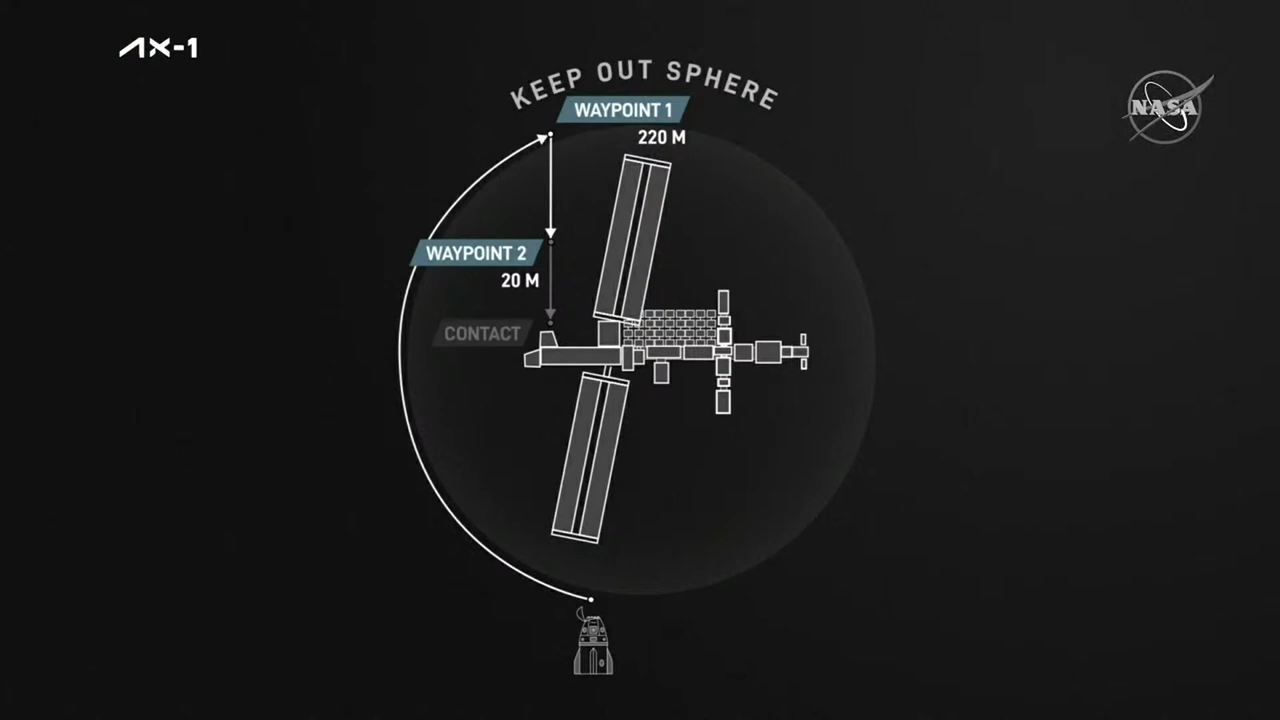 AX-1
KEEP OUT SPHERE
NASA
WAYPOINT 1
220 M
WAYPOINT 2
20 M
CONTACT